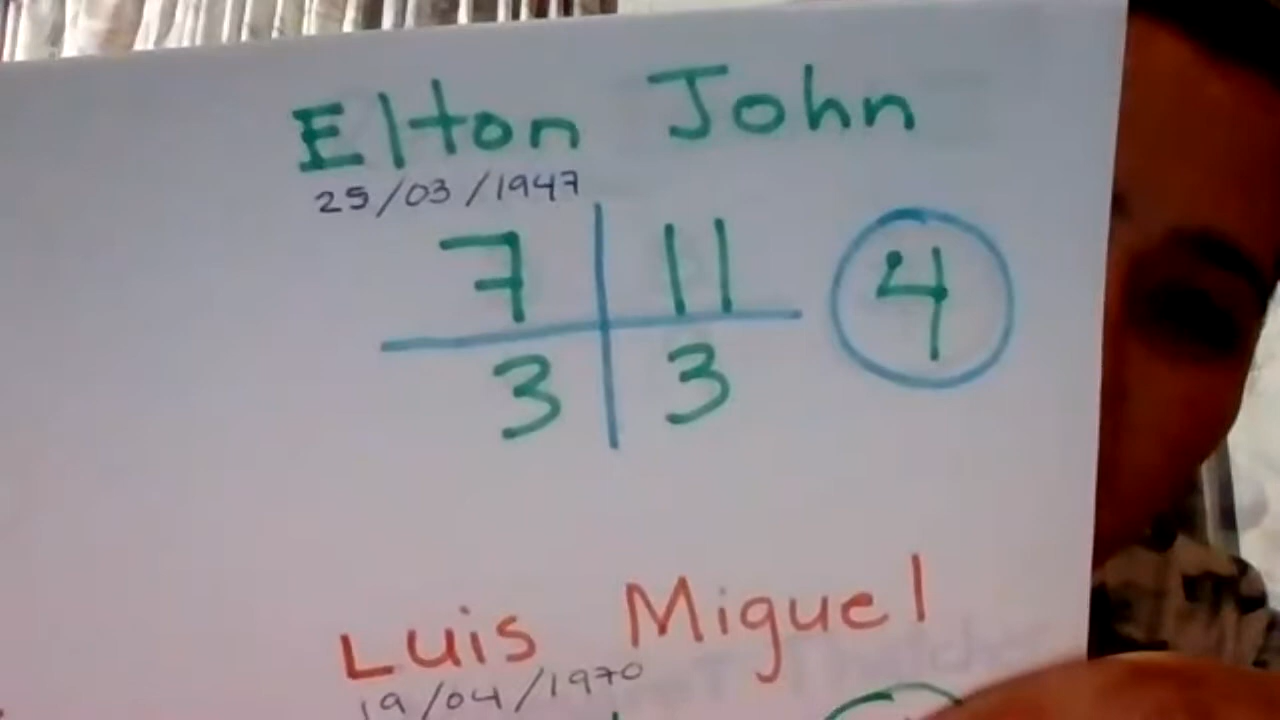 Elton John
25/03/1947
7 11 4
3 3
Luis Miguel
19/04/1970